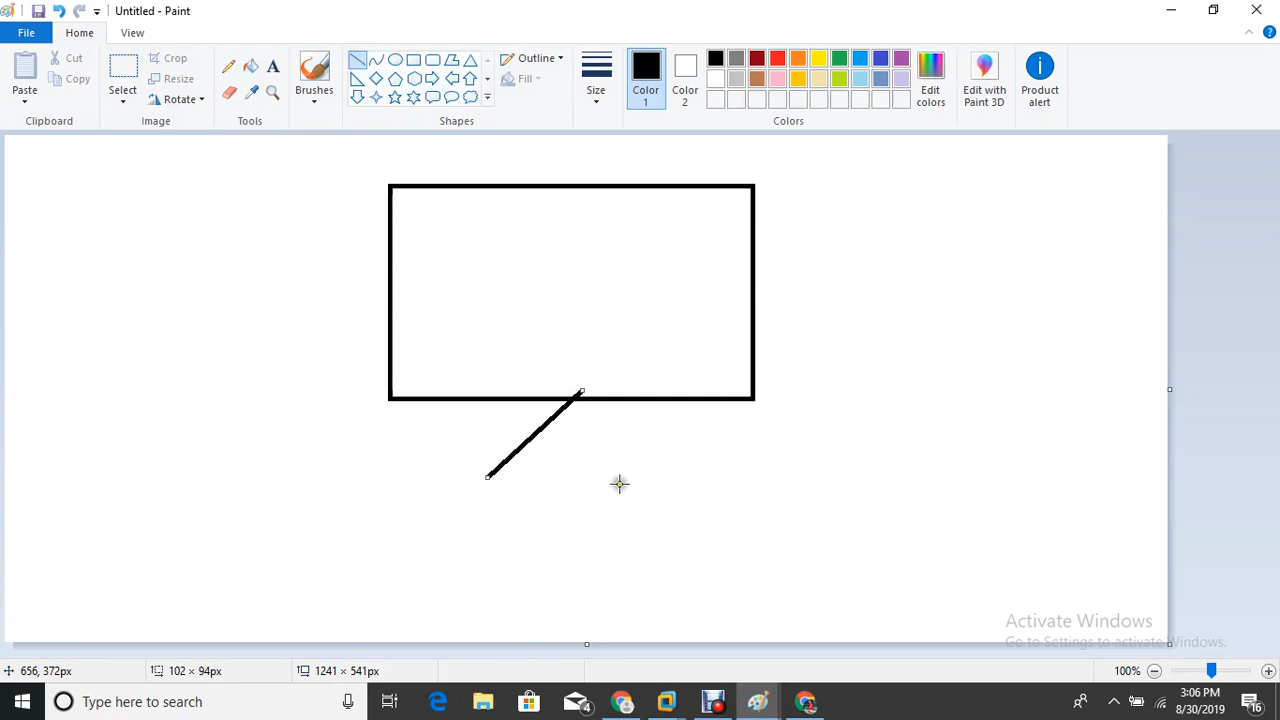 Untitled - Paint
File Home View
Paste
Cut
Copy
Clipboard
Select
Crop
Resize
Rotate
Image
A
Tools
Brushes
Outline
Fill
Shapes
Size
Color 1
Color 2
Edit colors
Colors
Edit with Paint 3D
Product alert
Activate Windows
Go to Settings to activate Windows.
656, 372px 102 × 94px 1241 × 541px 100%
Type here to search
4
3:06 PM
8/30/2019
16